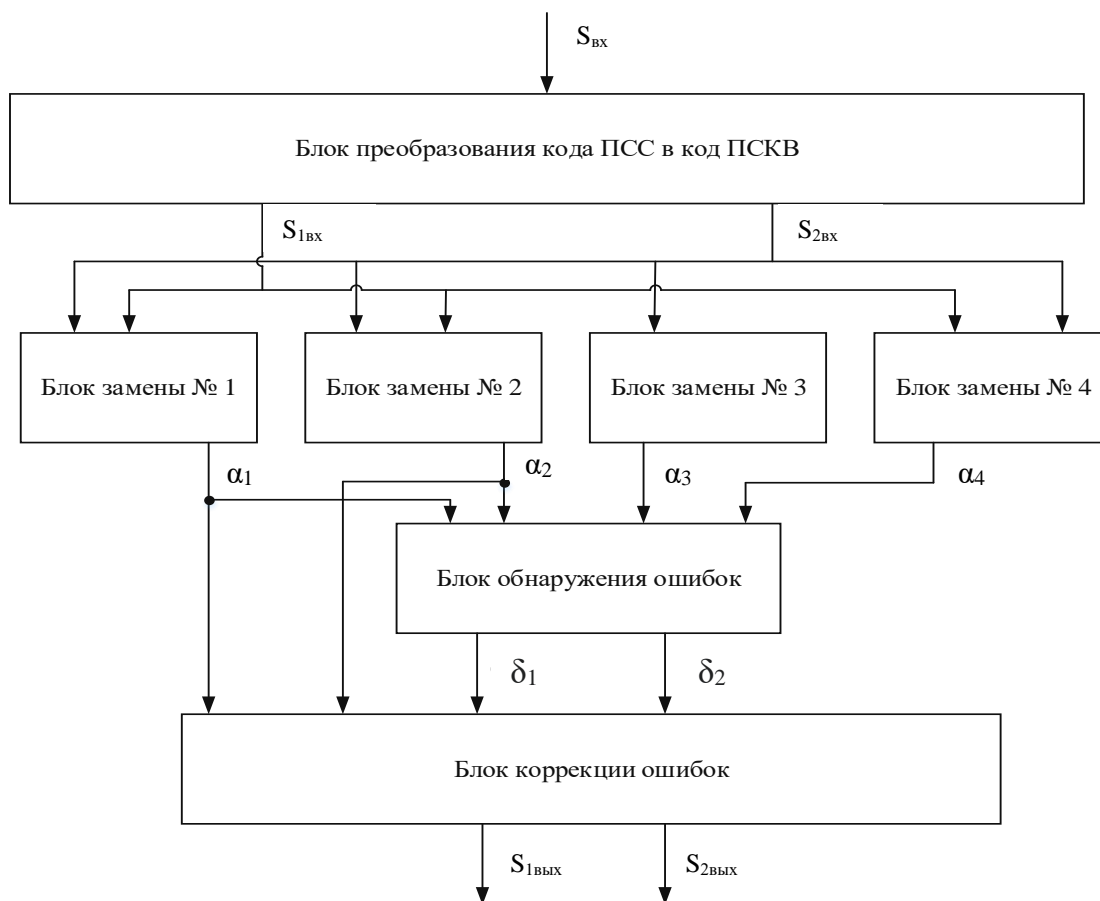 Sвх
Блок преобразования кода ПСС в код ПСКВ
S1вх
S2вх
Блок замены № 1
Блок замены № 2
Блок замены № 3
Блок замены № 4
α1
α2
α3
α4
Блок обнаружения ошибок
δ1
δ2
Блок коррекции ошибок
S1вых
S2вых